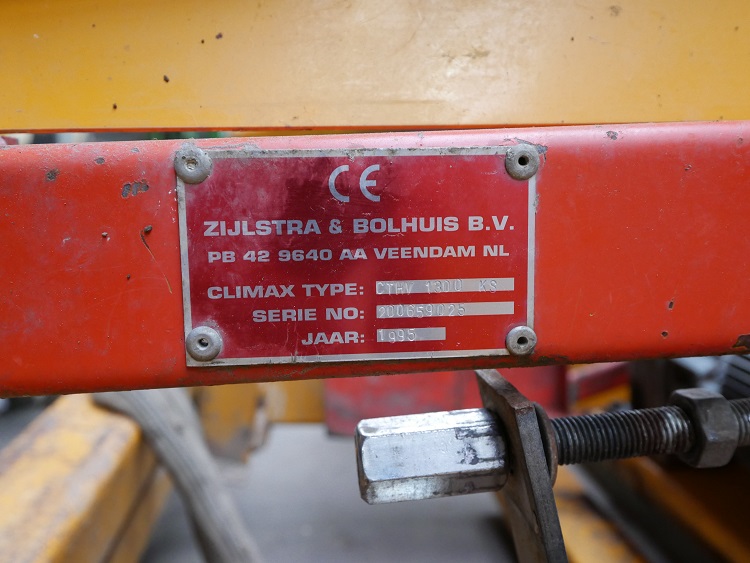 CE
ZIJLSTRA & BOLHUIS B.V.
PB 42 9640 AA VEENDAM NL
CLIMAX TYPE: CTHV 1300 KS
SERIE NO: 200659025
JAAR: 1995